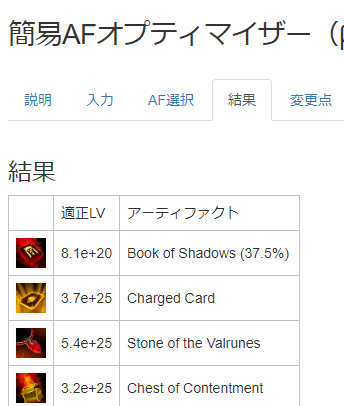 簡易AFオプティマイザー（β
説明 入力 AF選択 結果 変更点
結果
適正LV アーティファクト
8.1e+20 Book of Shadows (37.5%)
3.7e+25 Charged Card
5.4e+25 Stone of the Valrunes
3.2e+25 Chest of Contentment